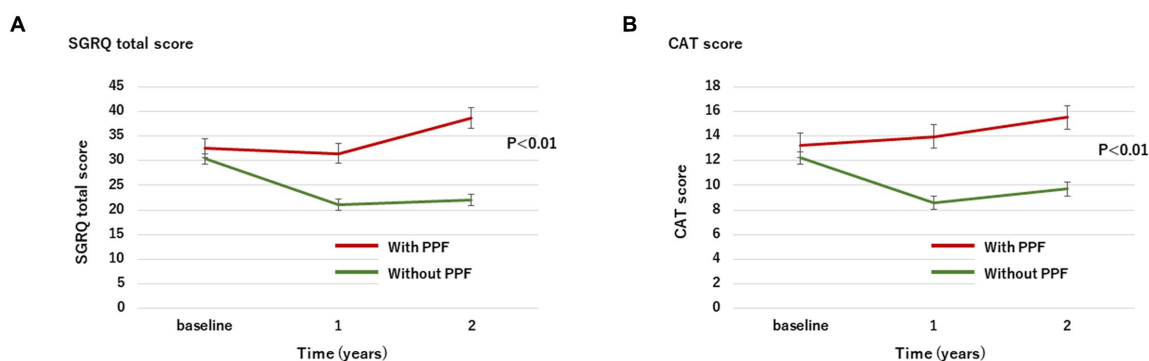 A
SGRQ total score
45
40
35
30
25
20
15
10
5
0
SGRQ total score
P<0.01
With PPF
Without PPF
baseline
1
2
Time (years)
B
CAT score
18
16
14
12
10
8
6
4
2
0
CAT score
P<0.01
With PPF
Without PPF
baseline
1
2
Time (years)